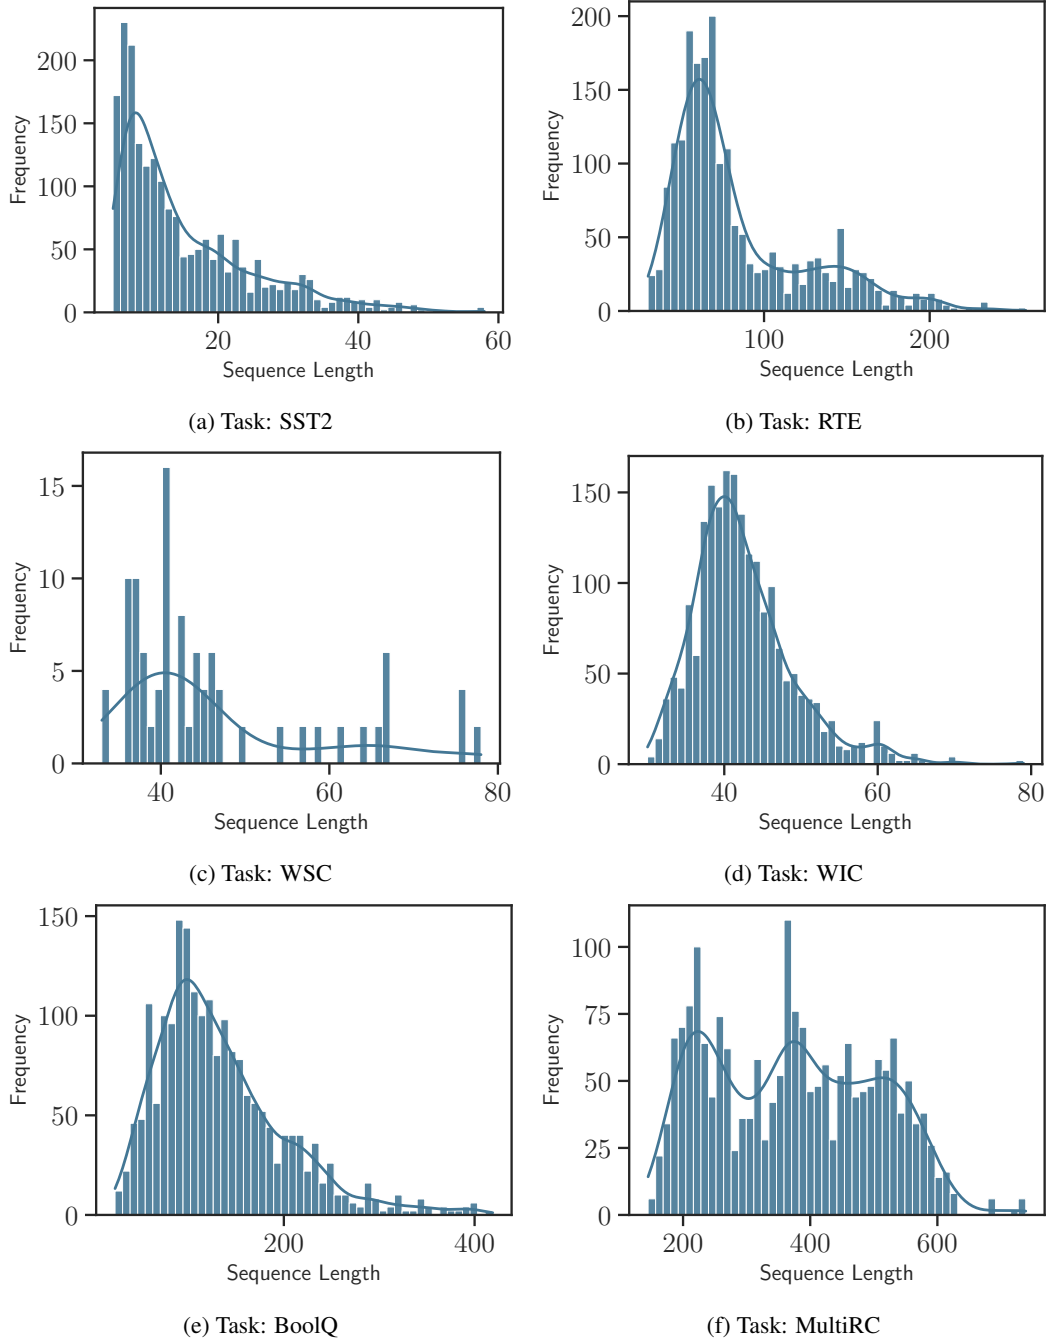 200
150
100
50
0
Frequency
20
40
60
Sequence Length
(a) Task: SST2
200
150
100
50
0
Frequency
100
200
Sequence Length
(b) Task: RTE
15
10
5
0
Frequency
40
60
80
Sequence Length
(c) Task: WSC
150
100
50
0
Frequency
40
60
80
Sequence Length
(d) Task: WIC
150
100
50
0
Frequency
200
400
Sequence Length
(e) Task: BoolQ
100
75
50
25
0
Frequency
200
400
600
Sequence Length
(f) Task: MultiRC